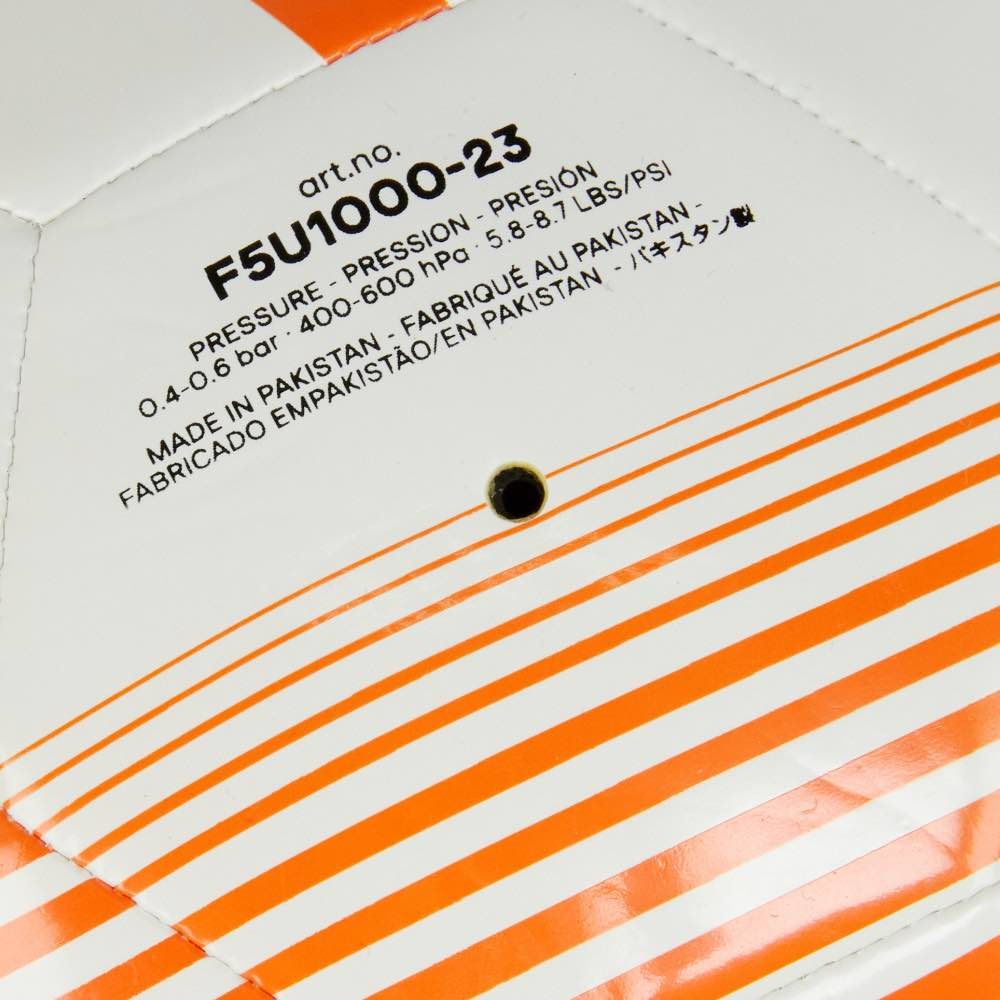 art.no.
F5U1000-23
PRESSURE - PRESSION - PRESIÓN
0.4-0.6 bar · 400-600 hPa · 5.8-8.7 LBS/PSI
MADE IN PAKISTAN - FABRIQUÉ AU PAKISTAN -
FABRICADO EMPAKISTÃO/EN PAKISTAN - パキスタン製